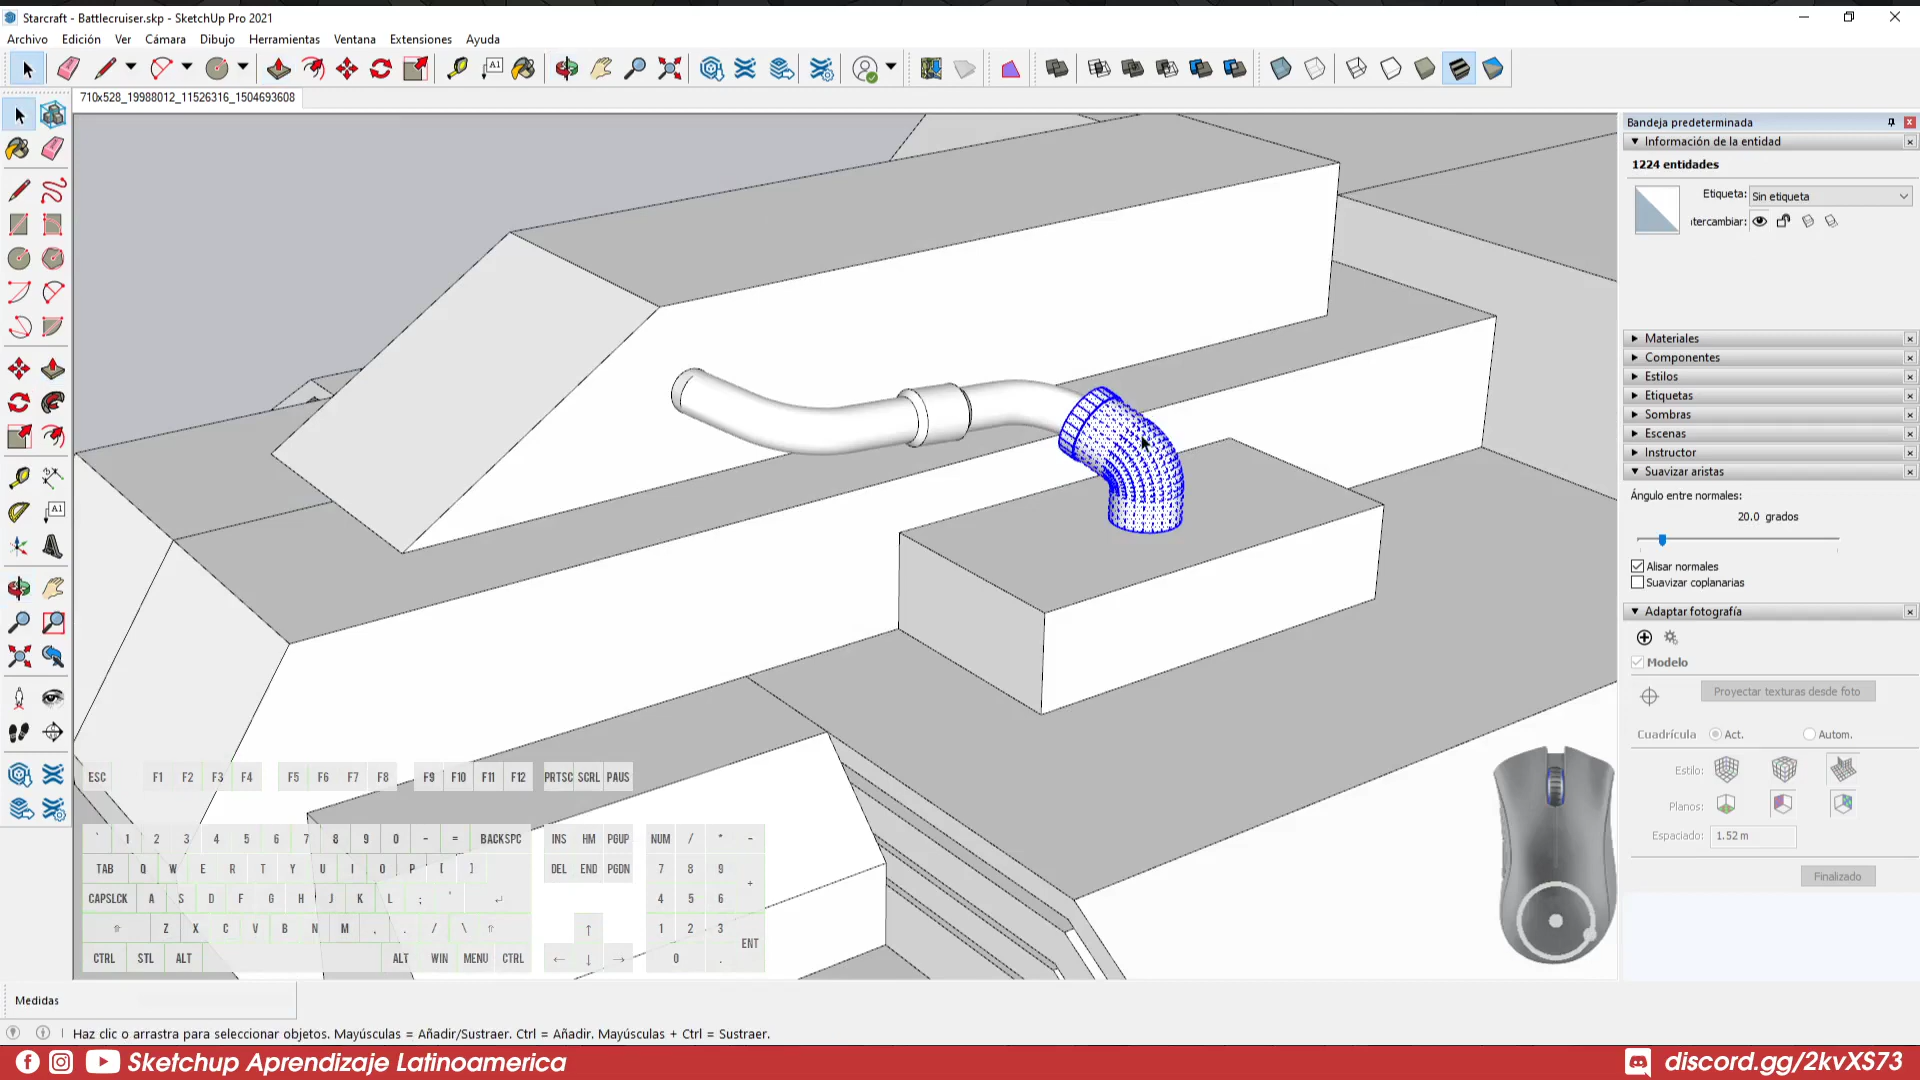 Starcraft - Battlecruiser.skp - SketchUp Pro 2021
Archivo Edición Ver Cámara Dibujo Herramientas Ventana Extensiones Ayuda
710x528_19988012_11526316_1504693608
Bandeja predeterminada
Información de la entidad
1224 entidades
Etiqueta: Sin etiqueta
ntercambiar:
Materiales
Componentes
Estilos
Etiquetas
Sombras
Escenas
Instructor
Suavizar aristas
Ángulo entre normales:
20.0 grados
Alisar normales
Suavizar coplanarias
Adaptar fotografía
Modelo
Proyectar texturas desde foto
Cuadrícula Act. Autom.
Estilo:
Planos:
Espaciado: 1.52 m
Finalizado
ESC F1 F2 F3 F4 F5 F6 F7 F8 F9 F10 F11 F12 PRTSC SCRL PAUS
` 1 2 3 4 5 6 7 8 9 0 - = BACKSPC INS HM PGUP NUM / * -
TAB Q W E R T Y U I O P [ ] DEL END PGDN 7 8 9 +
CAPSLCK A S D F G H J K L ; ' ↵ 4 5 6
⇧ Z X C V B N M , . / \ ⇧ ↑ 1 2 3 ENT
CTRL STL ALT ALT WIN MENU CTRL ← ↓ → 0 .
Medidas
Haz clic o arrastra para seleccionar objetos. Mayúsculas = Añadir/Sustraer. Ctrl = Añadir. Mayúsculas + Ctrl = Sustraer.
Sketchup Aprendizaje Latinoamerica
discord.gg/2kvXS73